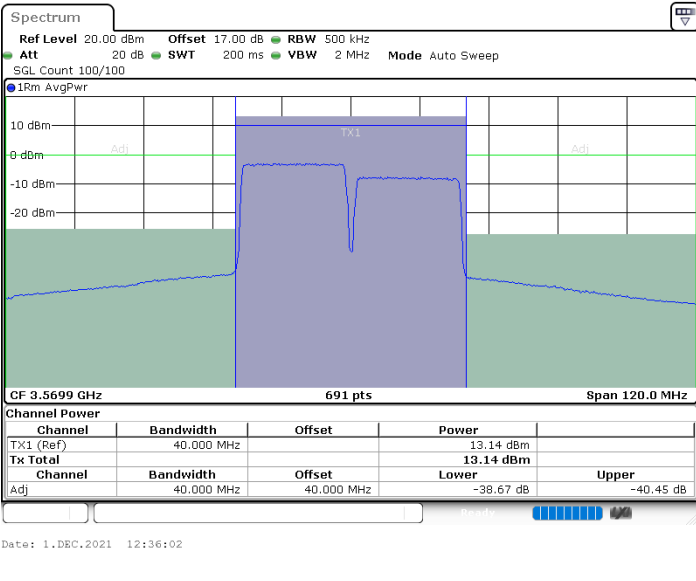 Spectrum
Ref Level 20.00 dBm Offset 17.00 dB RBW 500 kHz
Att 20 dB SWT 200 ms VBW 2 MHz Mode Auto Sweep
SGL Count 100/100
1Rm AvgPwr
10 dBm
TX1
Adj
Adj
0 dBm
-10 dBm
-20 dBm
CF 3.5699 GHz 691 pts Span 120.0 MHz
Channel Power
Channel Bandwidth Offset Power
TX1 (Ref) 40.000 MHz 13.14 dBm
Tx Total 13.14 dBm
Channel Bandwidth Offset Lower Upper
Adj 40.000 MHz 40.000 MHz -38.67 dB -40.45 dB
Ready
Date: 1.DEC.2021 12:36:02